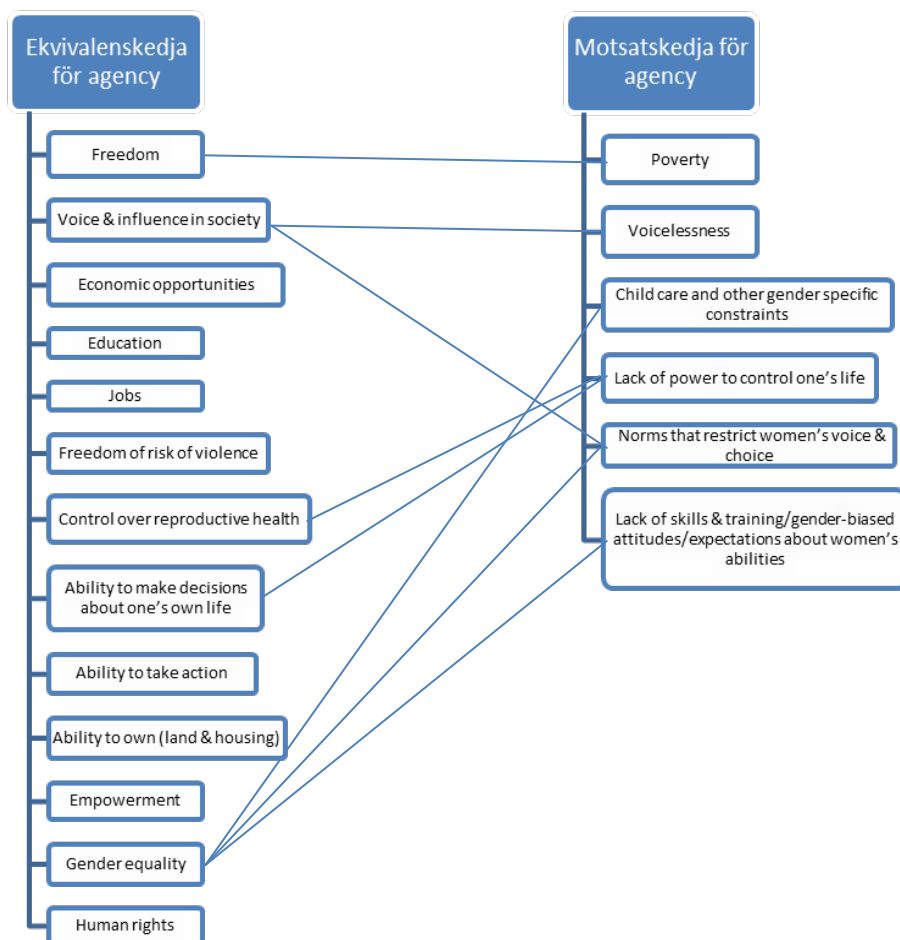 Ekvivalenskedja
för agency
Freedom
Voice & influence in society
Economic opportunities
Education
Jobs
Freedom of risk of violence
Control over reproductive health
Ability to make decisions
about one's own life
Ability to take action
Ability to own (land & housing)
Empowerment
Gender equality
Human rights
Motsatskedja för
agency
Poverty
Voicelessness
Child care and other gender specific
constraints
Lack of power to control one's life
Norms that restrict women's voice &
choice
Lack of skills & training/gender-biased
attitudes/expectations about women's
abilities